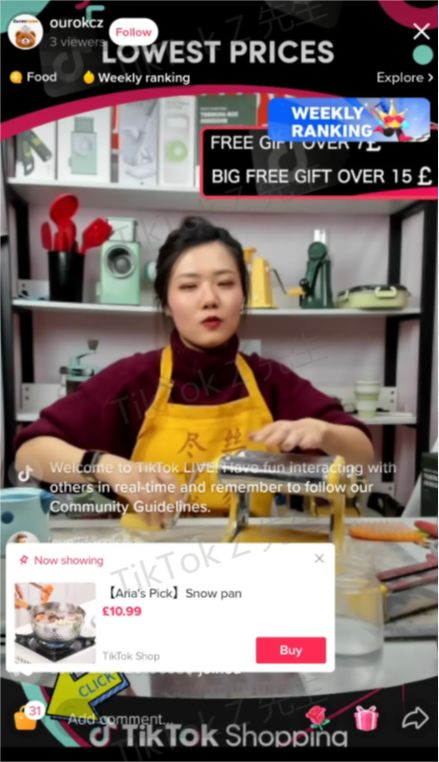 ourokcz
Follow
3 viewers
LOWEST PRICES
Food
Weekly ranking
Explore >
WEEKLY
RANKING
FREE GIFT OVER 7£
BIG FREE GIFT OVER 15 £
TikTok Z 先生
Welcome to TikTok LIVE! Have fun interacting with
others in real-time and remember to follow our
Community Guidelines.
Now showing
【Aria's Pick】Snow pan
£10.99
TikTok Shop
Buy
joined
CLICK
31
Add comment...
TikTok Shopping